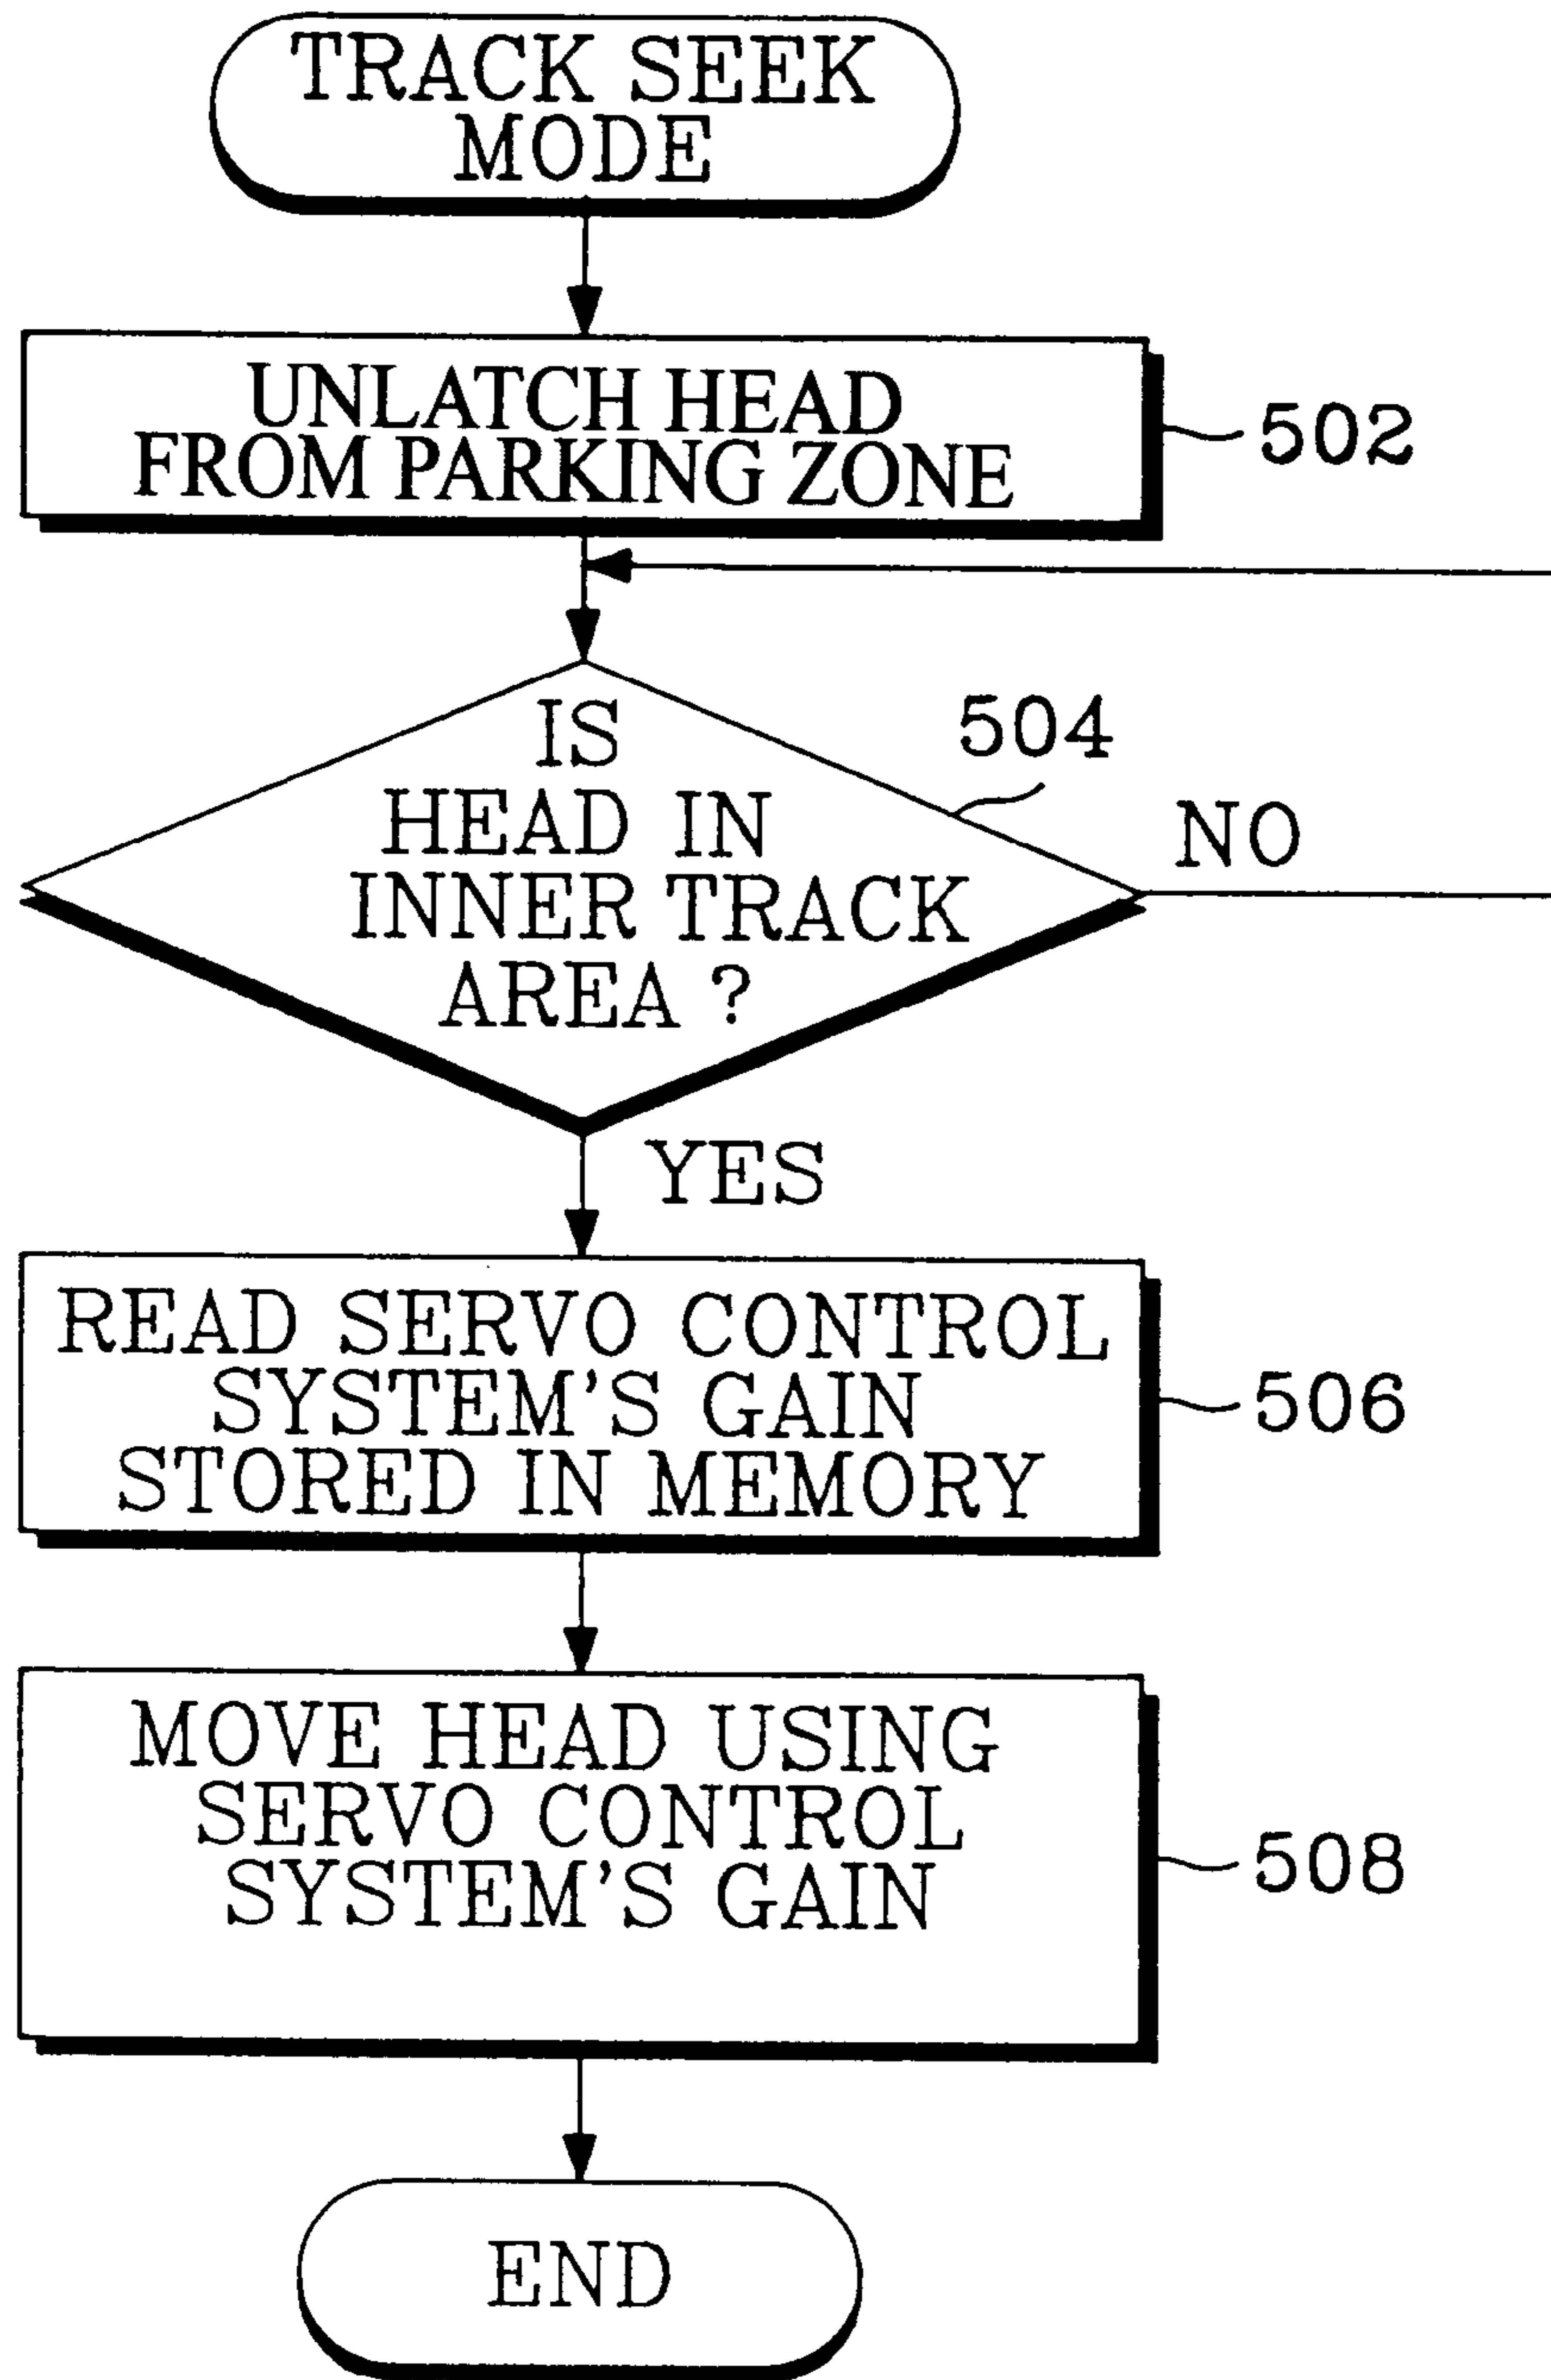 TRACK SEEK
MODE
UNLATCH HEAD
FROM PARKING ZONE
502
IS
HEAD IN
INNER TRACK
AREA ?
504
NO
YES
READ SERVO CONTROL
SYSTEM'S GAIN
STORED IN MEMORY
506
MOVE HEAD USING
SERVO CONTROL
SYSTEM'S GAIN
508
END